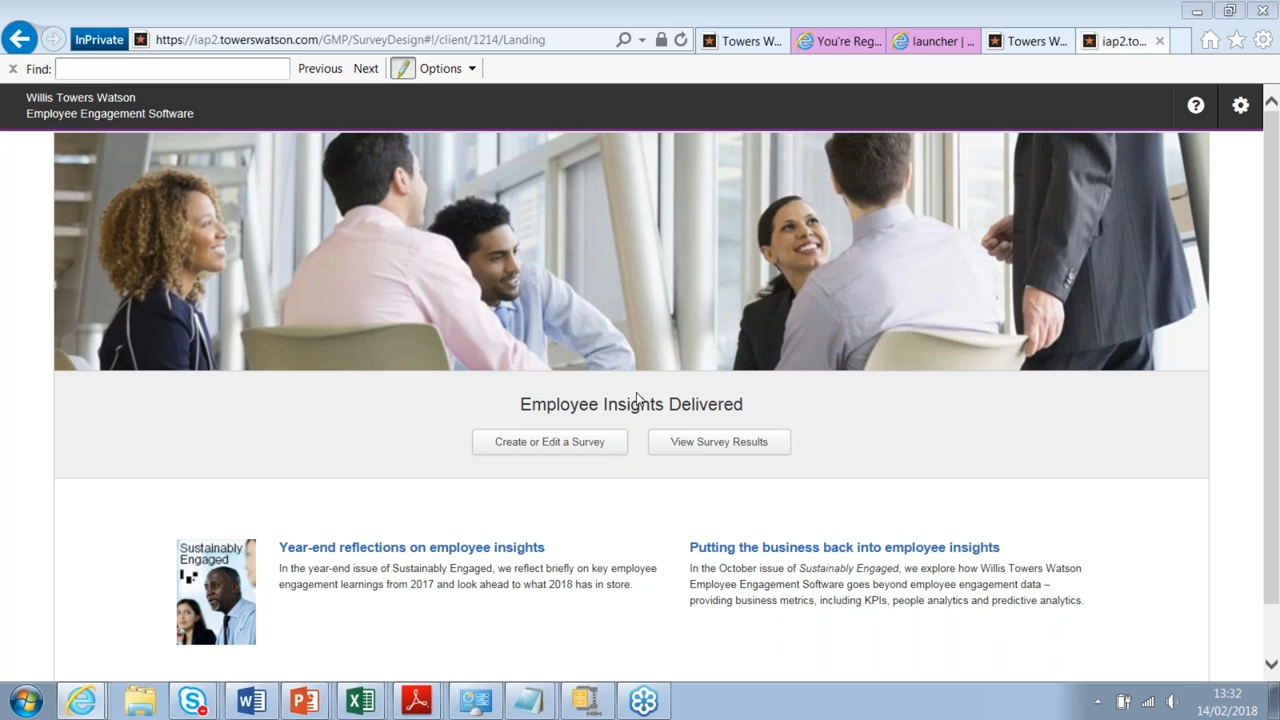 InPrivate
https://iap2.towerswatson.com/GMP/SurveyDesign#!/client/1214/Landing
Towers W...
You're Reg...
launcher | ...
Towers W...
iap2.to...
x Find:
Previous
Next
Options
Willis Towers Watson
Employee Engagement Software
Employee Insights Delivered
Create or Edit a Survey
View Survey Results
Sustainably
Engaged
Year-end reflections on employee insights
In the year-end issue of Sustainably Engaged, we reflect briefly on key employee
engagement learnings from 2017 and look ahead to what 2018 has in store.
Putting the business back into employee insights
In the October issue of Sustainably Engaged, we explore how Willis Towers Watson
Employee Engagement Software goes beyond employee engagement data –
providing business metrics, including KPIs, people analytics and predictive analytics.
13:32
14/02/2018